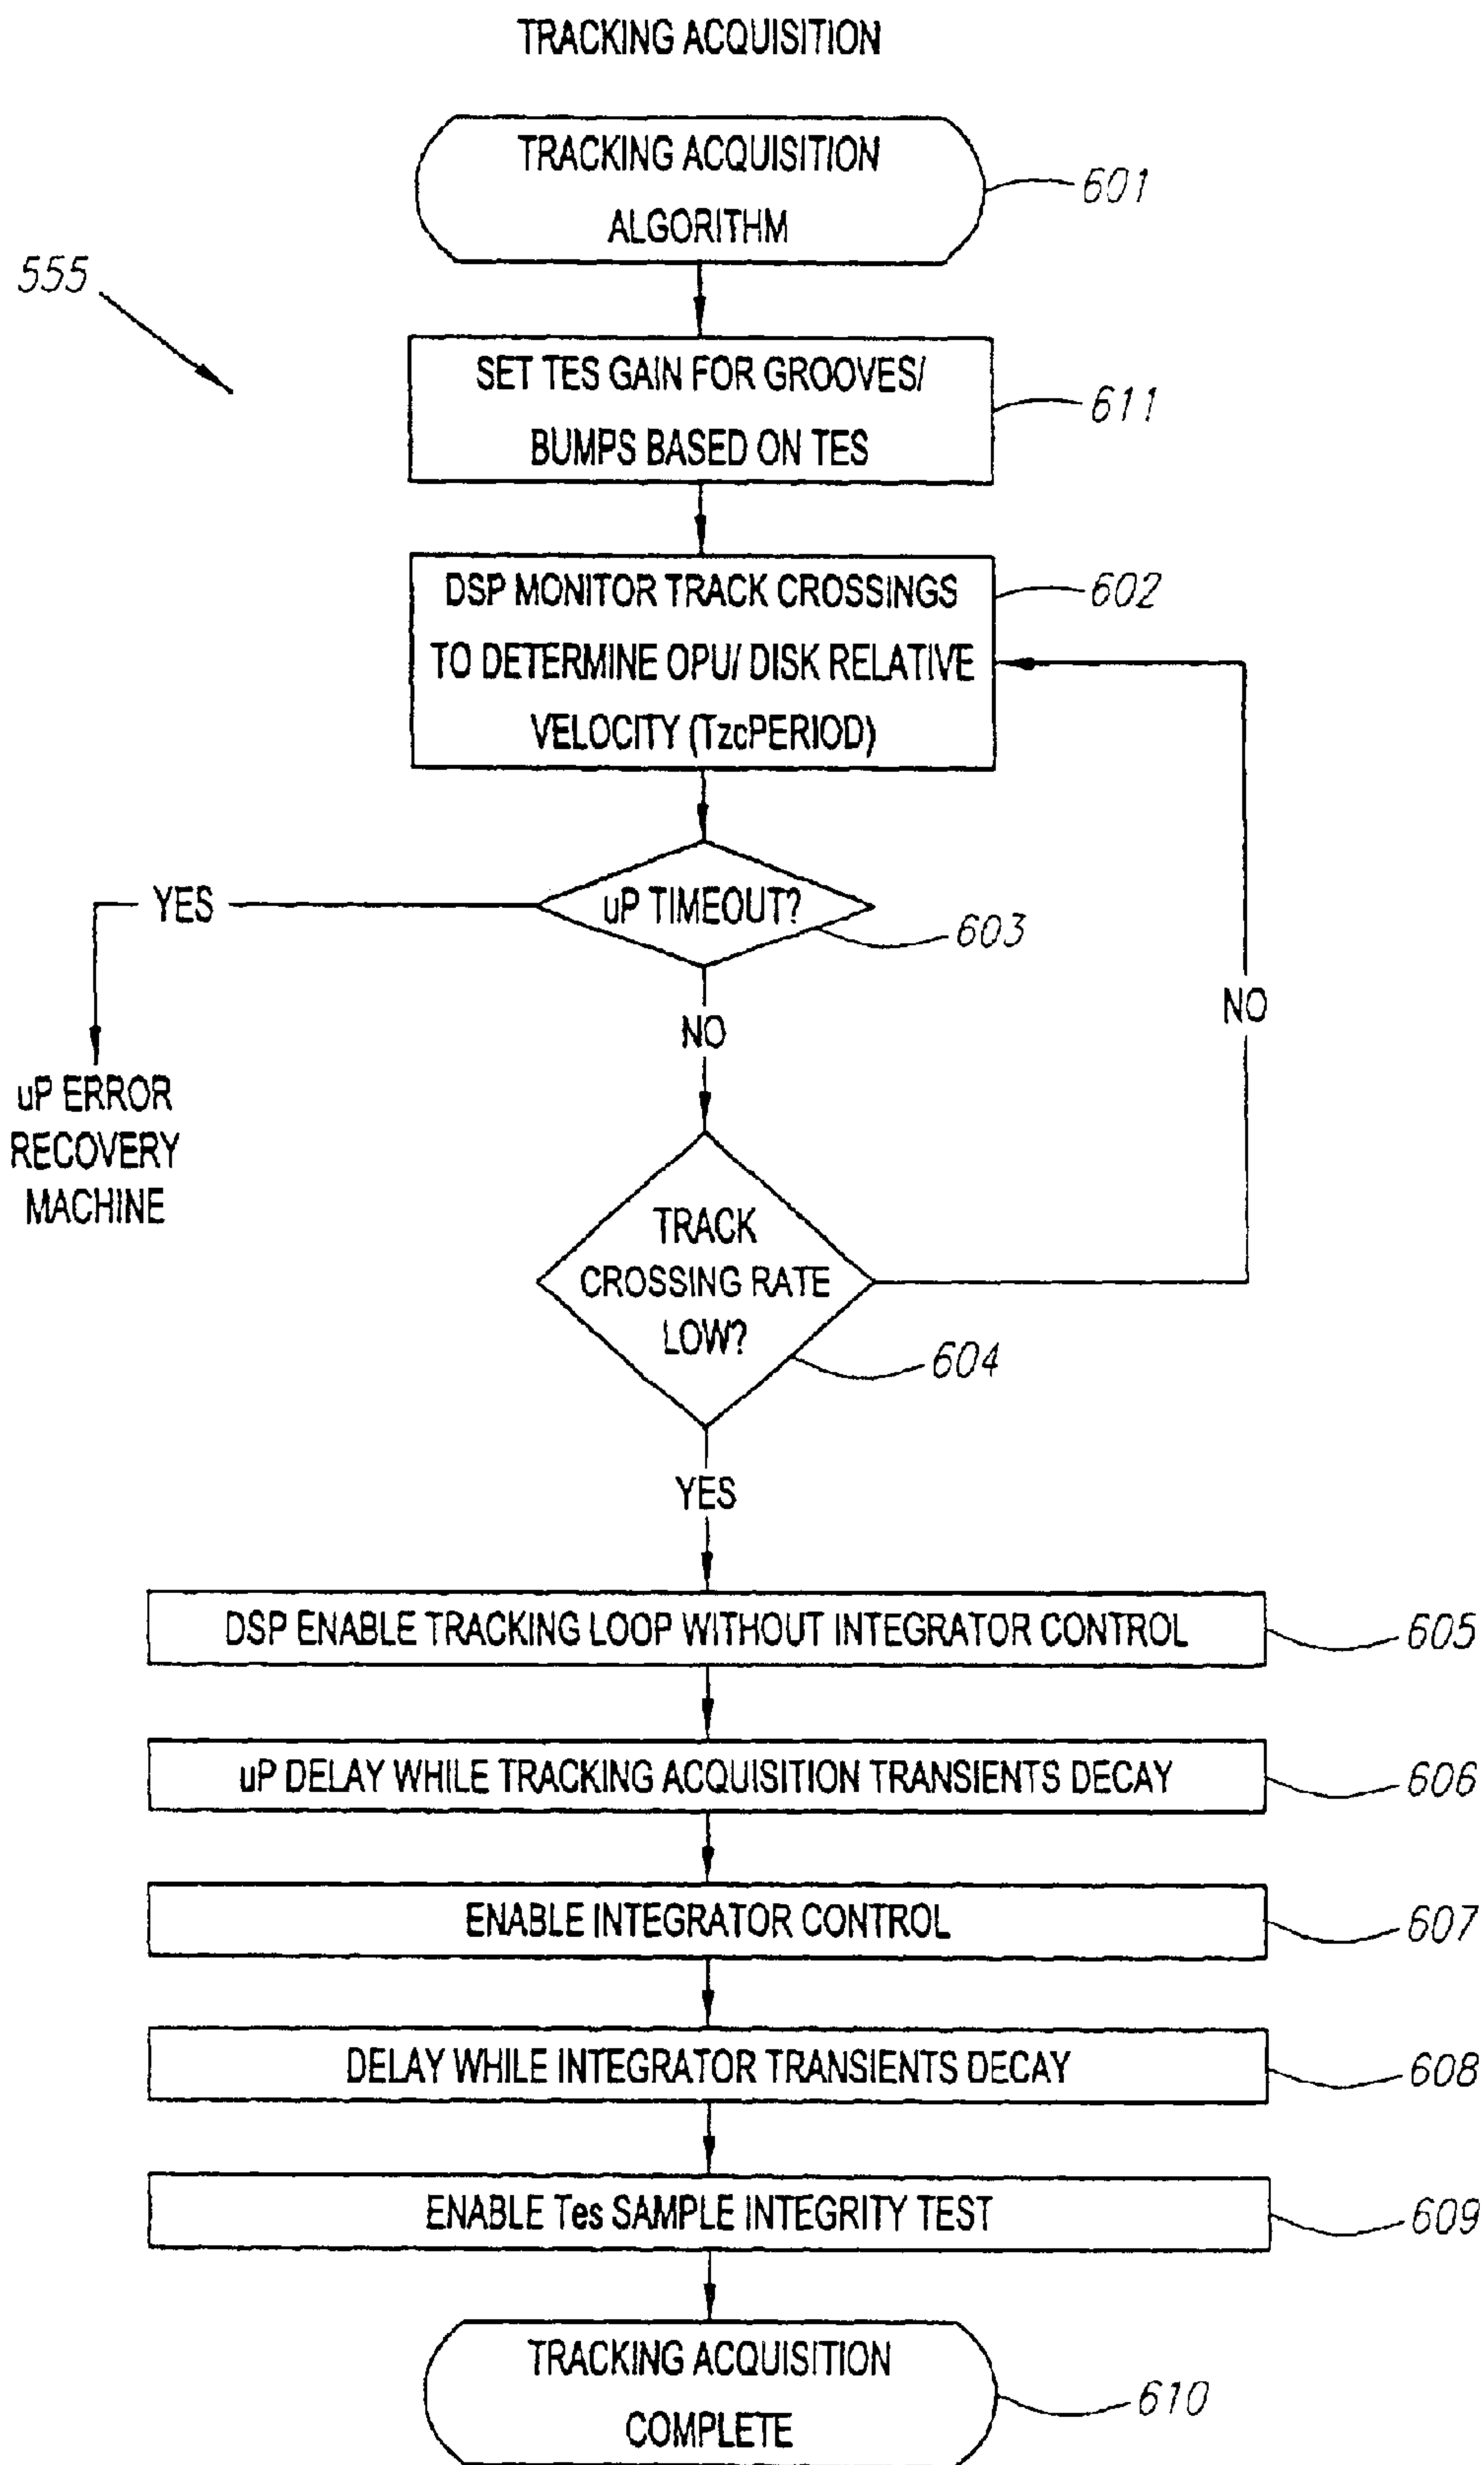 TRACKING ACQUISITION
TRACKING ACQUISITION
ALGORITHM
601
555
SET TES GAIN FOR GROOVES/
BUMPS BASED ON TES
611
DSP MONITOR TRACK CROSSINGS
TO DETERMINE OPU/ DISK RELATIVE
VELOCITY (TzcPERIOD)
602
YES
uP TIMEOUT?
603
NO
NO
uP ERROR
RECOVERY
MACHINE
TRACK
CROSSING RATE
LOW?
604
YES
DSP ENABLE TRACKING LOOP WITHOUT INTEGRATOR CONTROL
605
uP DELAY WHILE TRACKING ACQUISITION TRANSIENTS DECAY
606
ENABLE INTEGRATOR CONTROL
607
DELAY WHILE INTEGRATOR TRANSIENTS DECAY
608
ENABLE Tes SAMPLE INTEGRITY TEST
609
TRACKING ACQUISITION
COMPLETE
610